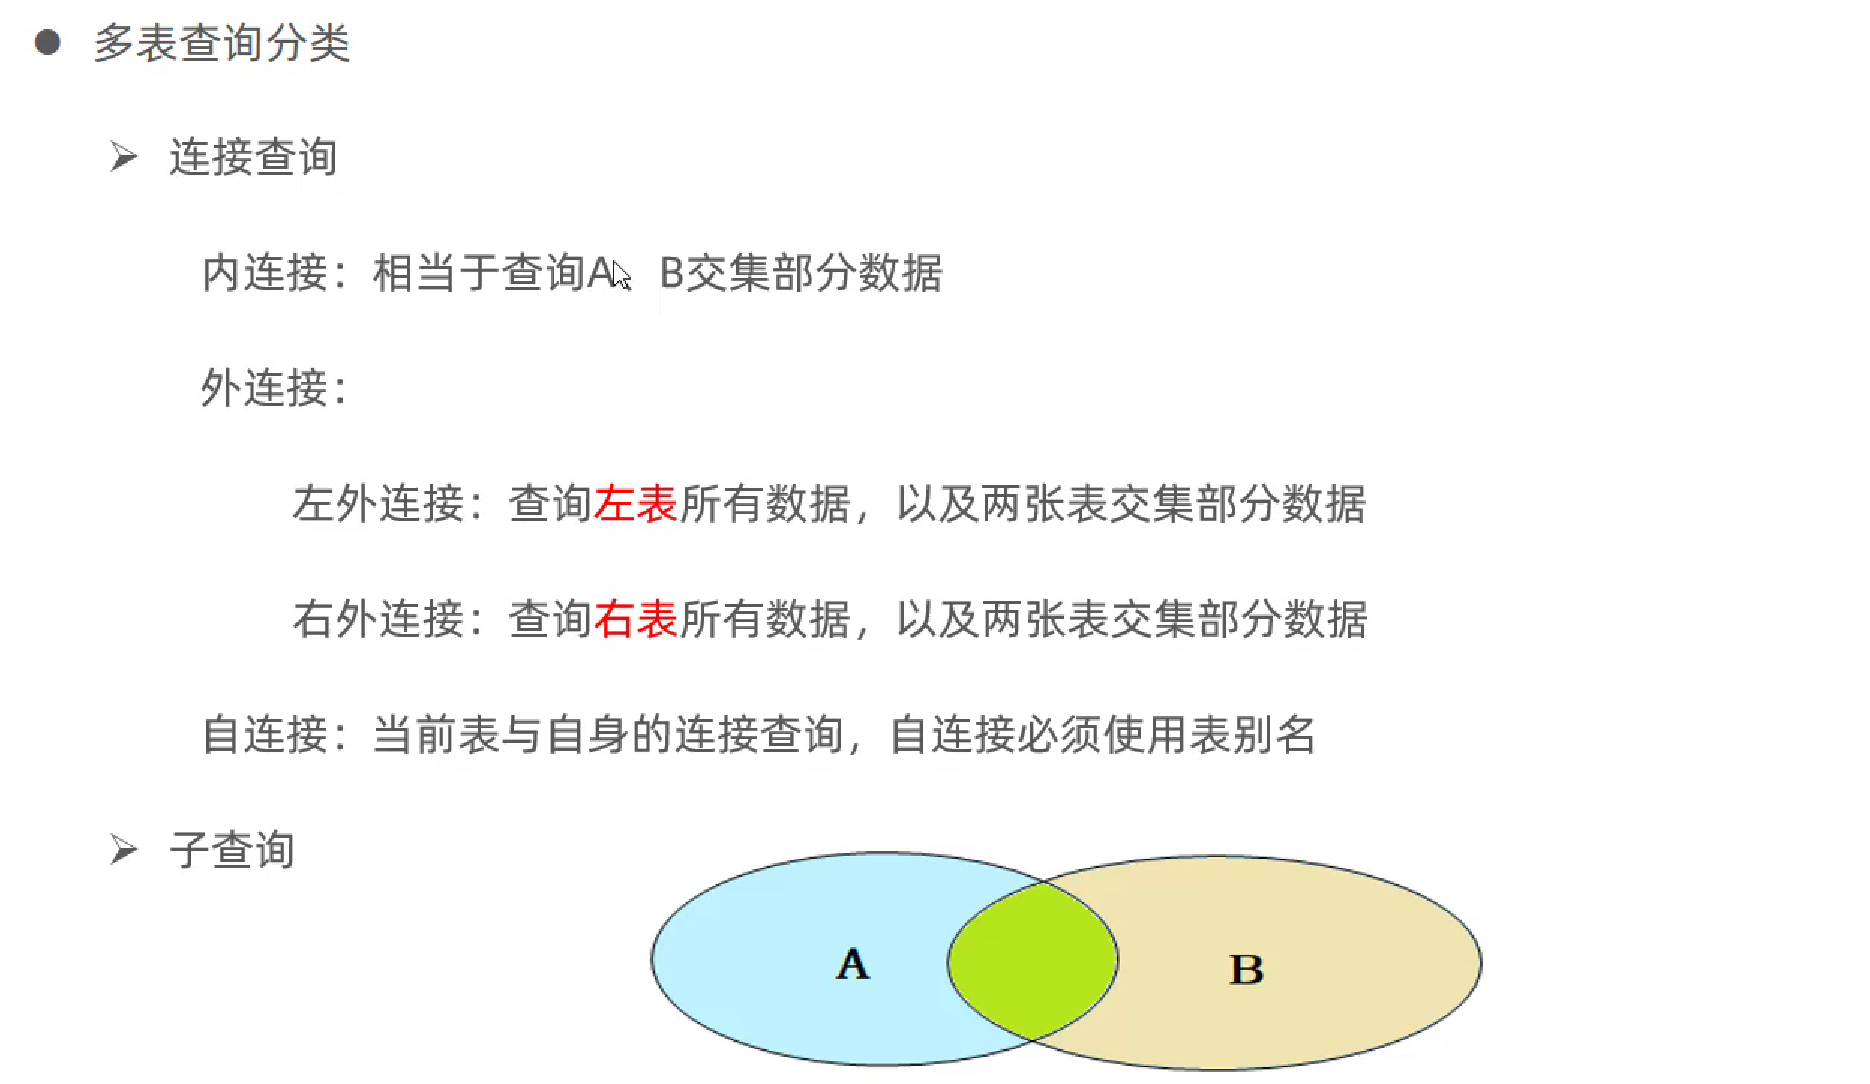 多表查询分类
连接查询
内连接：相当于查询A、B交集部分数据
外连接：
左外连接：查询左表所有数据，以及两张表交集部分数据
右外连接：查询右表所有数据，以及两张表交集部分数据
自连接：当前表与自身的连接查询，自连接必须使用表别名
子查询
A
B